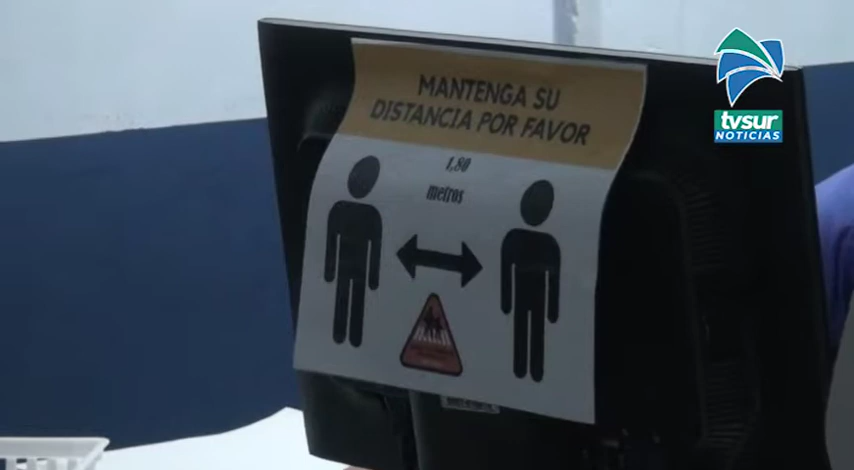 MANTENGA SU
DISTANCIA POR FAVOR
1,80
metros
tvsur
NOTICIAS